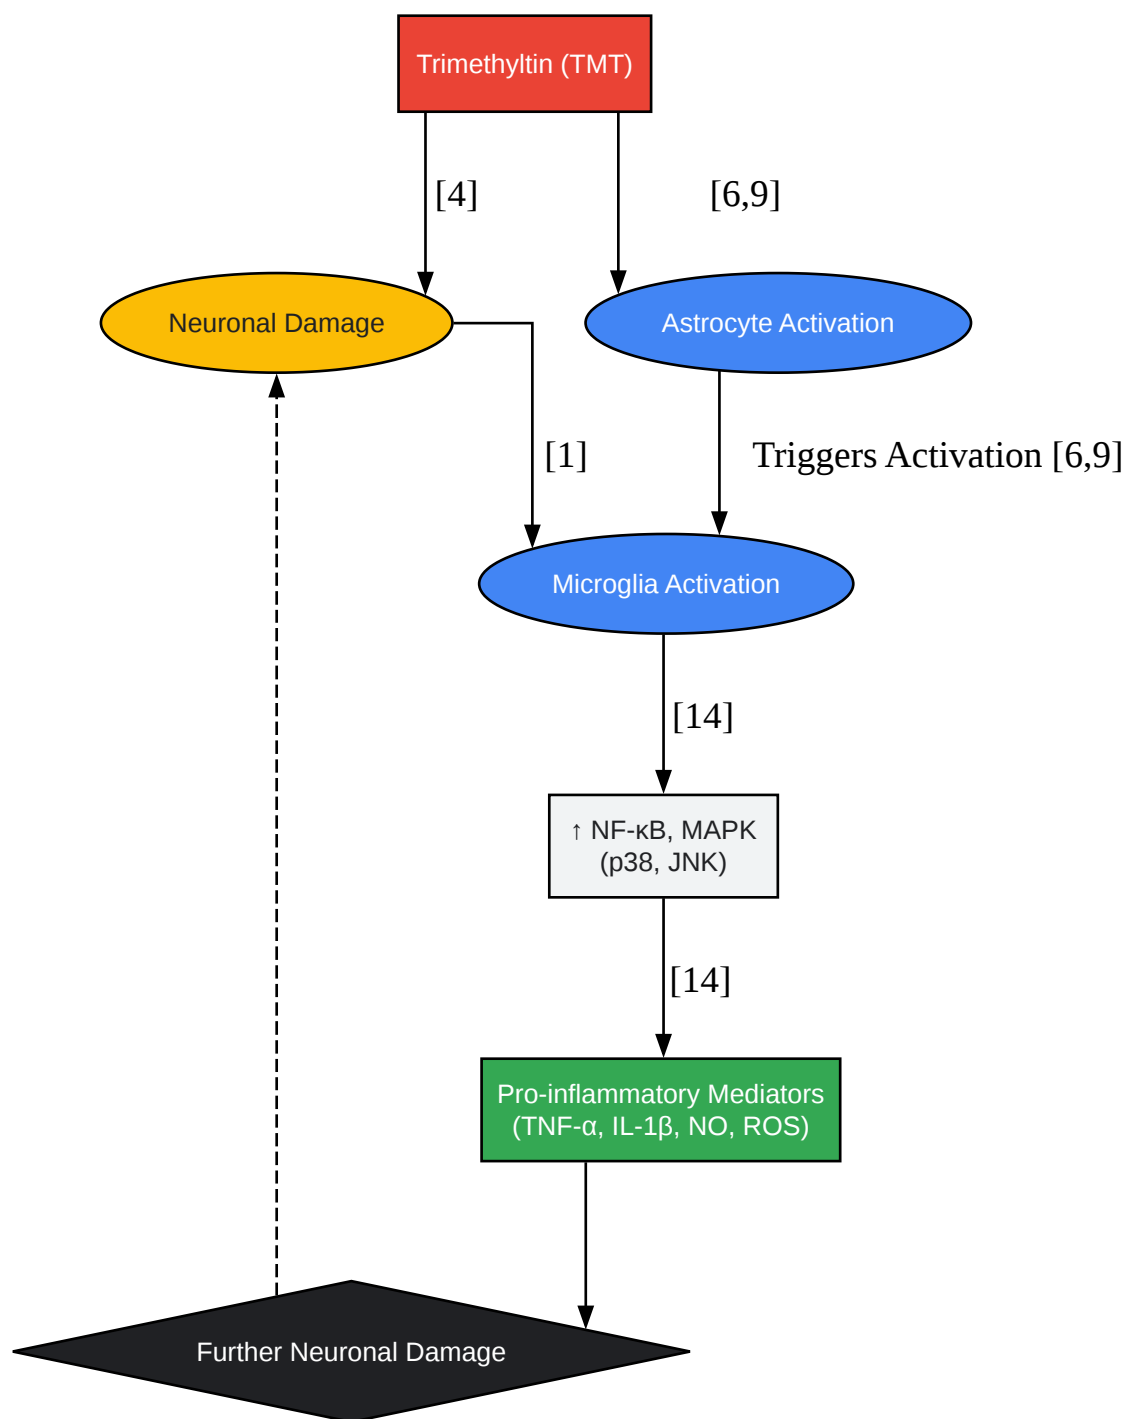 Trimethyltin (TMT)
[4]
[6,9]
Neuronal Damage
Astrocyte Activation
[1]
Triggers Activation [6,9]
Microglia Activation
[14]
↑ NF-κB, MAPK
(p38, JNK)
[14]
Pro-inflammatory Mediators
(TNF-α, IL-1β, NO, ROS)
Further Neuronal Damage